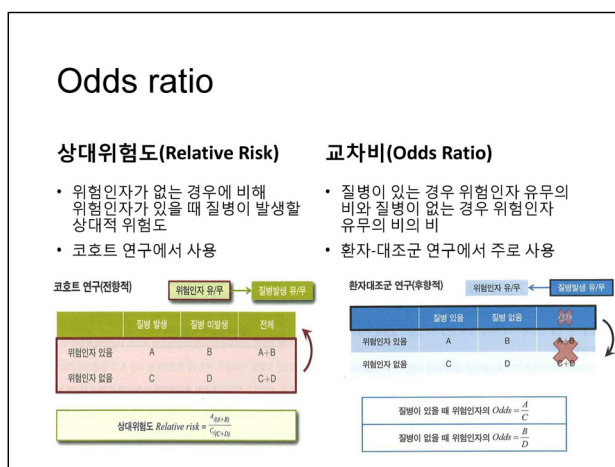 Odds ratio
상대위험도(Relative Risk)
• 위험인자가 없는 경우에 비해
위험인자가 있을 때 질병이 발생할
상대적 위험도
• 코호트 연구에서 사용
코호트 연구(전향적)
위험인자 유/무
질병발생 유/무
질병 발생 질병 미발생 전체
위험인자 있음 A B A+B
위험인자 없음 C D C+D
상대위험도 Relative risk = A/(A+B) / C/(C+D)
교차비(Odds Ratio)
• 질병이 있는 경우 위험인자 유무의
비와 질병이 없는 경우 위험인자
유무의 비의 비
• 환자-대조군 연구에서 주로 사용
환자대조군 연구(후향적)
위험인자 유/무
질병발생 유/무
질병 있음 질병 없음
위험인자 있음 A B A+B
위험인자 없음 C D C+D
질병이 있을 때 위험인자의 Odds = A/C
질병이 없을 때 위험인자의 Odds = B/D